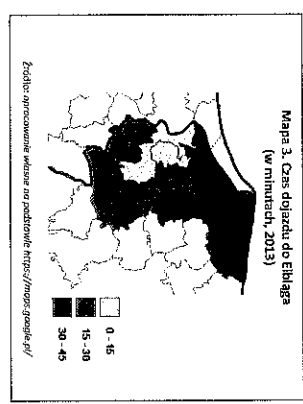 Mapa 3. Czas dojazdu do Elbląga
(w minutach, 2013)
0 - 15
15 - 30
30 - 45
Źródło: opracowanie własne na podstawie https://maps.google.pl/